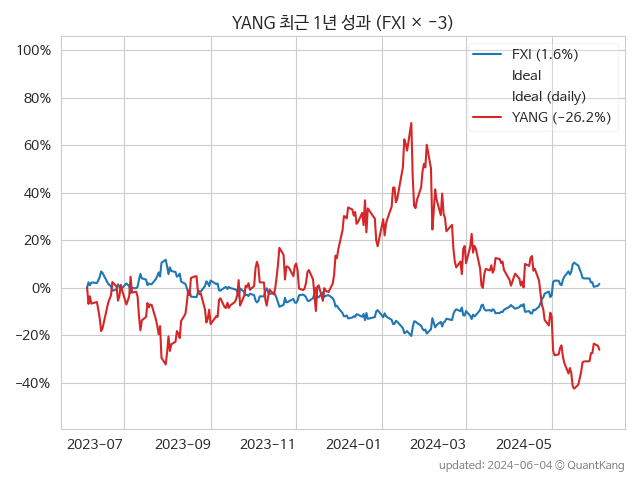 YANG 최근 1년 성과 (FXI × −3)
FXI (1.6%)
Ideal
Ideal (daily)
YANG (−26.2%)
100%
80%
60%
40%
20%
0%
−20%
−40%
2023-07 2023-09 2023-11 2024-01 2024-03 2024-05
updated: 2024-06-04 © QuantKang